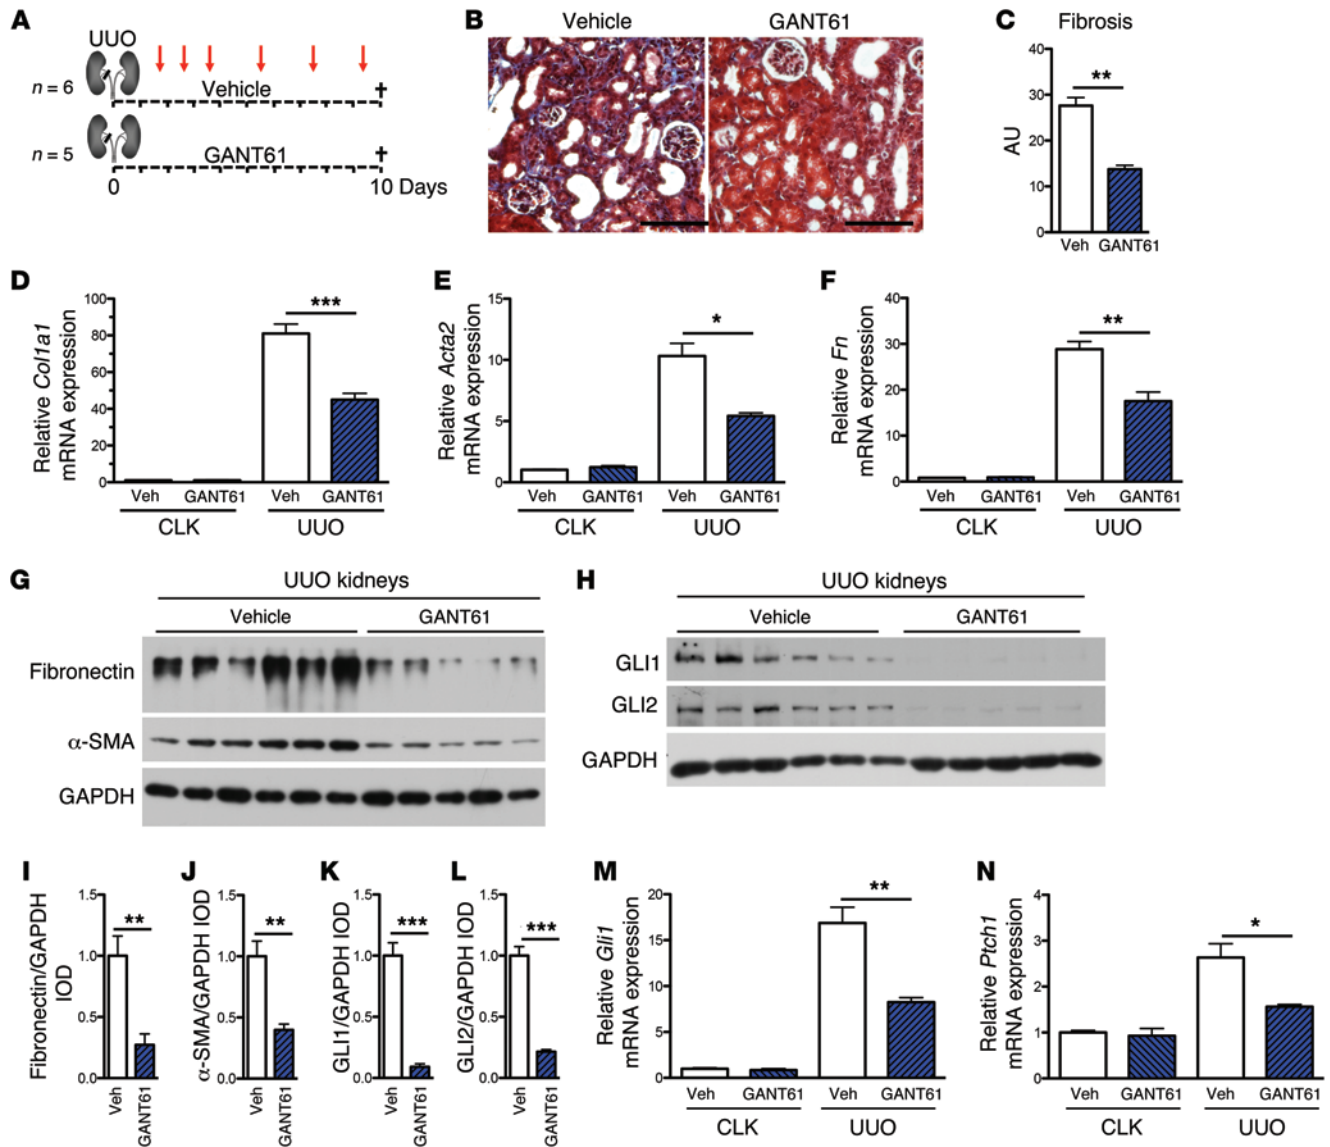 A
UUO
n = 6
Vehicle
n = 5
GANT61
0
10 Days
B
Vehicle
GANT61
C
Fibrosis
AU
40
30
20
10
0
**
Veh
GANT61
D
Relative Col1a1
mRNA expression
100
80
60
40
20
0
***
Veh
GANT61
Veh
GANT61
CLK
UUO
E
Relative Acta2
mRNA expression
15
10
5
0
*
Veh
GANT61
Veh
GANT61
CLK
UUO
F
Relative Fn
mRNA expression
40
30
20
10
0
**
Veh
GANT61
Veh
GANT61
CLK
UUO
G
UUO kidneys
Vehicle
GANT61
Fibronectin
α-SMA
GAPDH
H
UUO kidneys
Vehicle
GANT61
GLI1
GLI2
GAPDH
I
Fibronectin/GAPDH
IOD
1.5
1.0
0.5
0.0
**
Veh
GANT61
J
α-SMA/GAPDH IOD
1.5
1.0
0.5
0.0
**
Veh
GANT61
K
GLI1/GAPDH IOD
1.5
1.0
0.5
0.0
***
Veh
GANT61
L
GLI2/GAPDH IOD
1.5
1.0
0.5
0.0
***
Veh
GANT61
M
Relative Gli1
mRNA expression
20
15
10
5
0
**
Veh
GANT61
Veh
GANT61
CLK
UUO
N
Relative Ptch1
mRNA expression
4
3
2
1
0
*
Veh
GANT61
Veh
GANT61
CLK
UUO